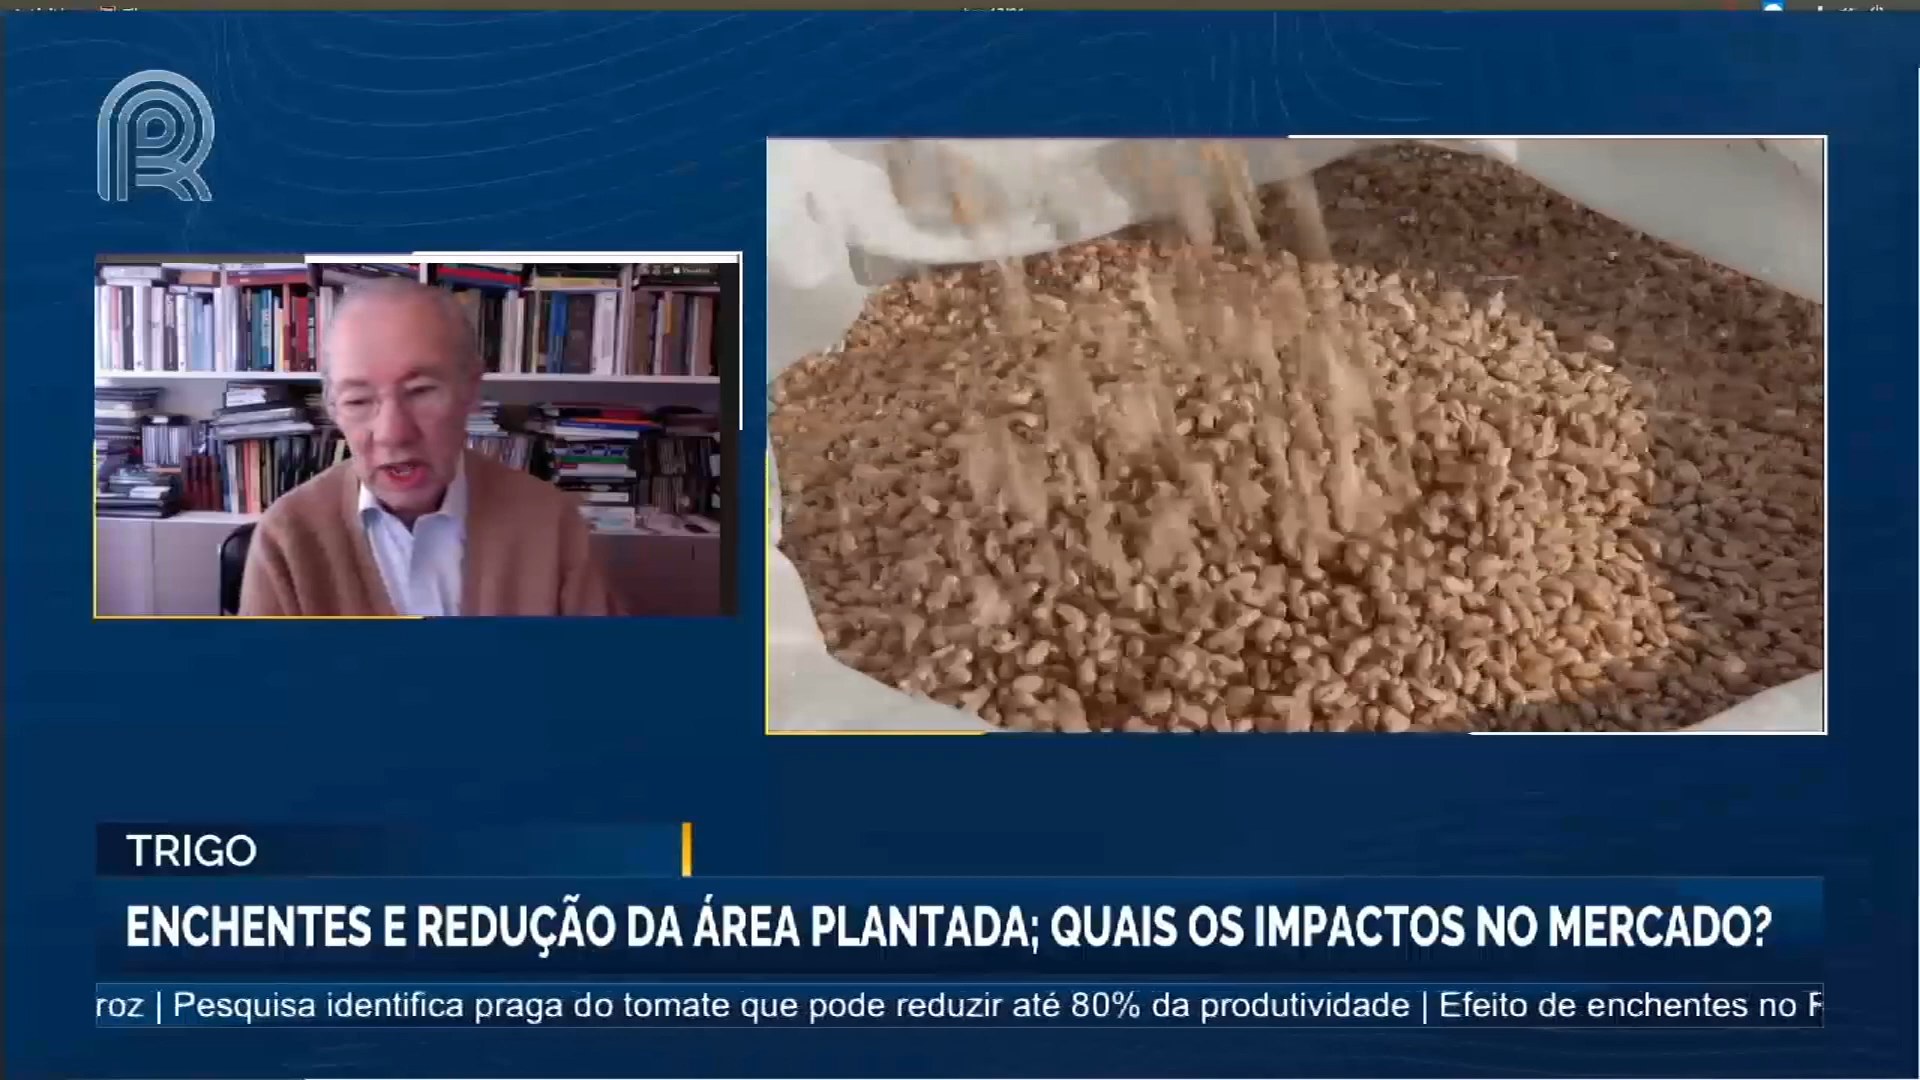 TRIGO
ENCHENTES E REDUÇÃO DA ÁREA PLANTADA; QUAIS OS IMPACTOS NO MERCADO?
roz | Pesquisa identifica praga do tomate que pode reduzir até 80% da produtividade | Efeito de enchentes no